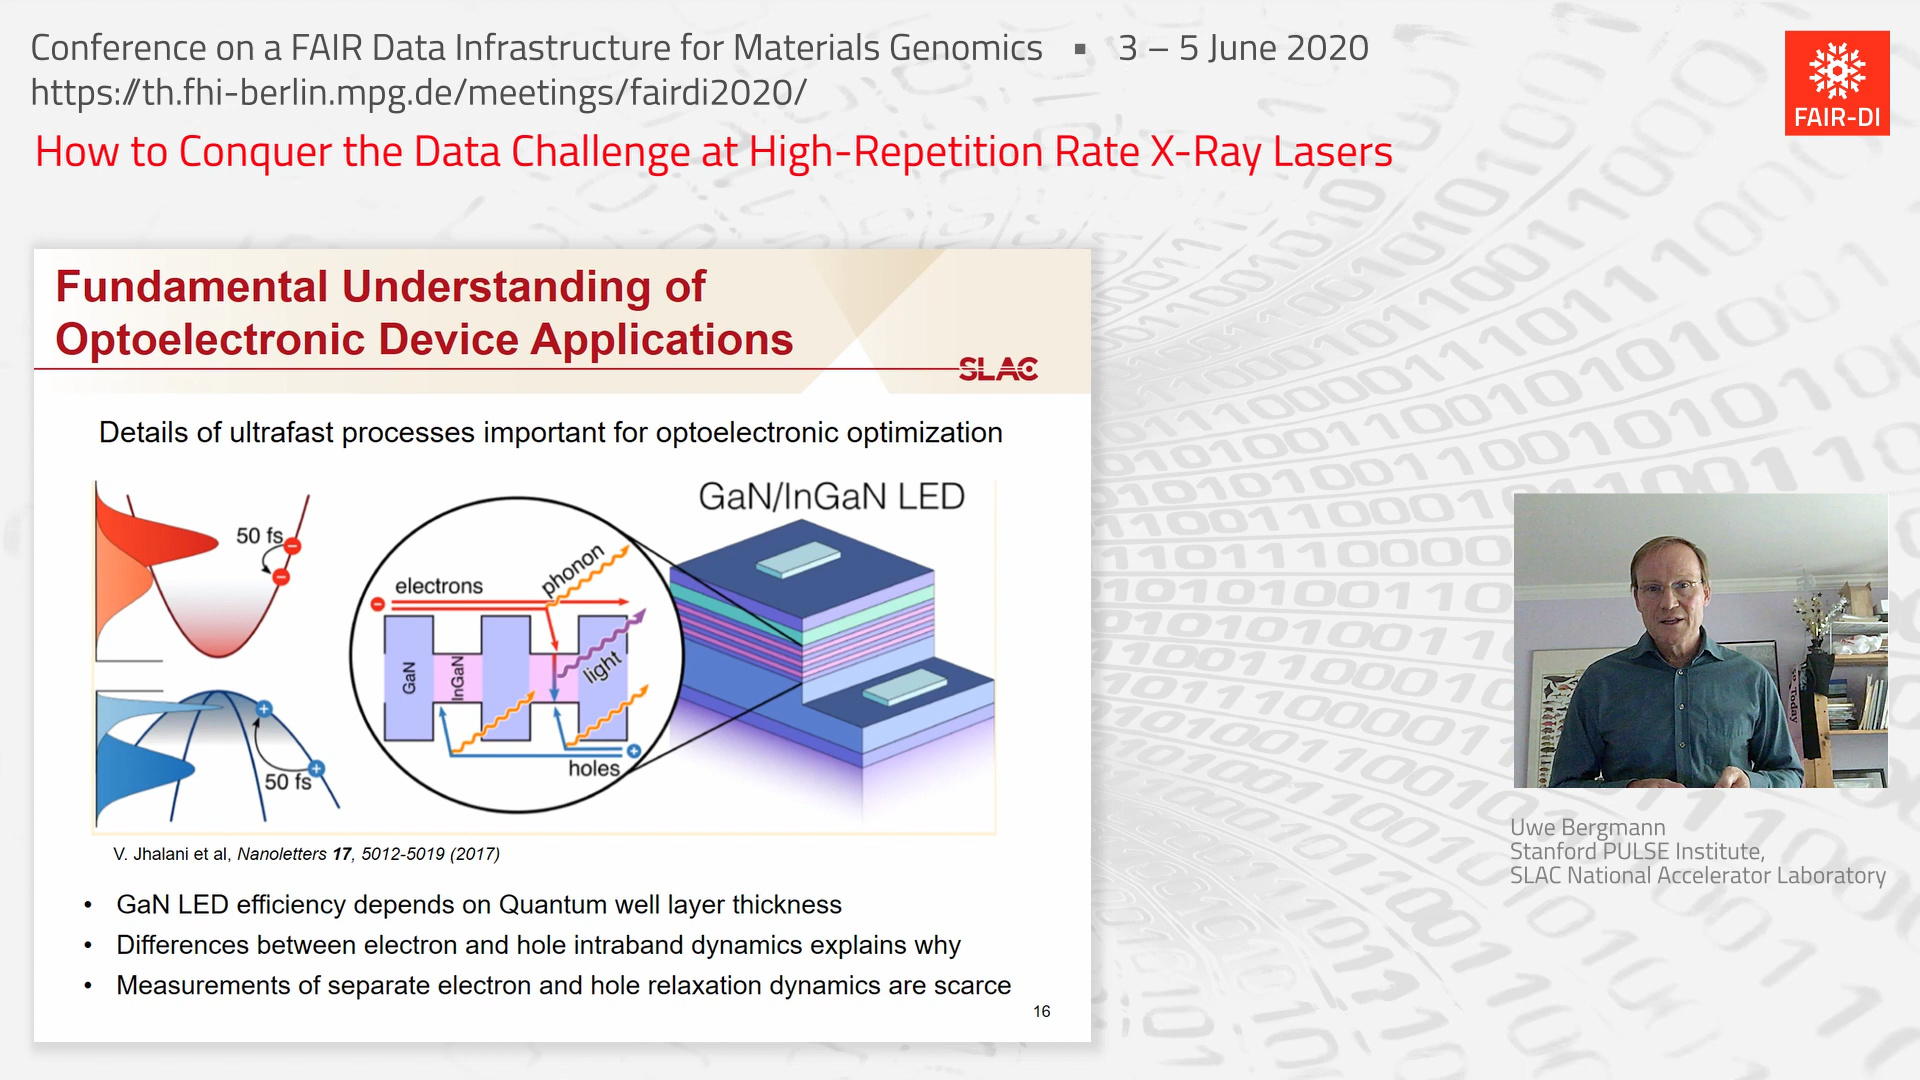 Conference on a FAIR Data Infrastructure for Materials Genomics ▪ 3 – 5 June 2020
https://th.fhi-berlin.mpg.de/meetings/fairdi2020/
How to Conquer the Data Challenge at High-Repetition Rate X-Ray Lasers
FAIR-DI
Fundamental Understanding of
Optoelectronic Device Applications
SLAC
Details of ultrafast processes important for optoelectronic optimization
GaN/InGaN LED
50 fs
electrons
phonon
GaN
InGaN
light
holes
50 fs
V. Jhalani et al, Nanoletters 17, 5012-5019 (2017)
• GaN LED efficiency depends on Quantum well layer thickness
• Differences between electron and hole intraband dynamics explains why
• Measurements of separate electron and hole relaxation dynamics are scarce
16
Uwe Bergmann
Stanford PULSE Institute,
SLAC National Accelerator Laboratory